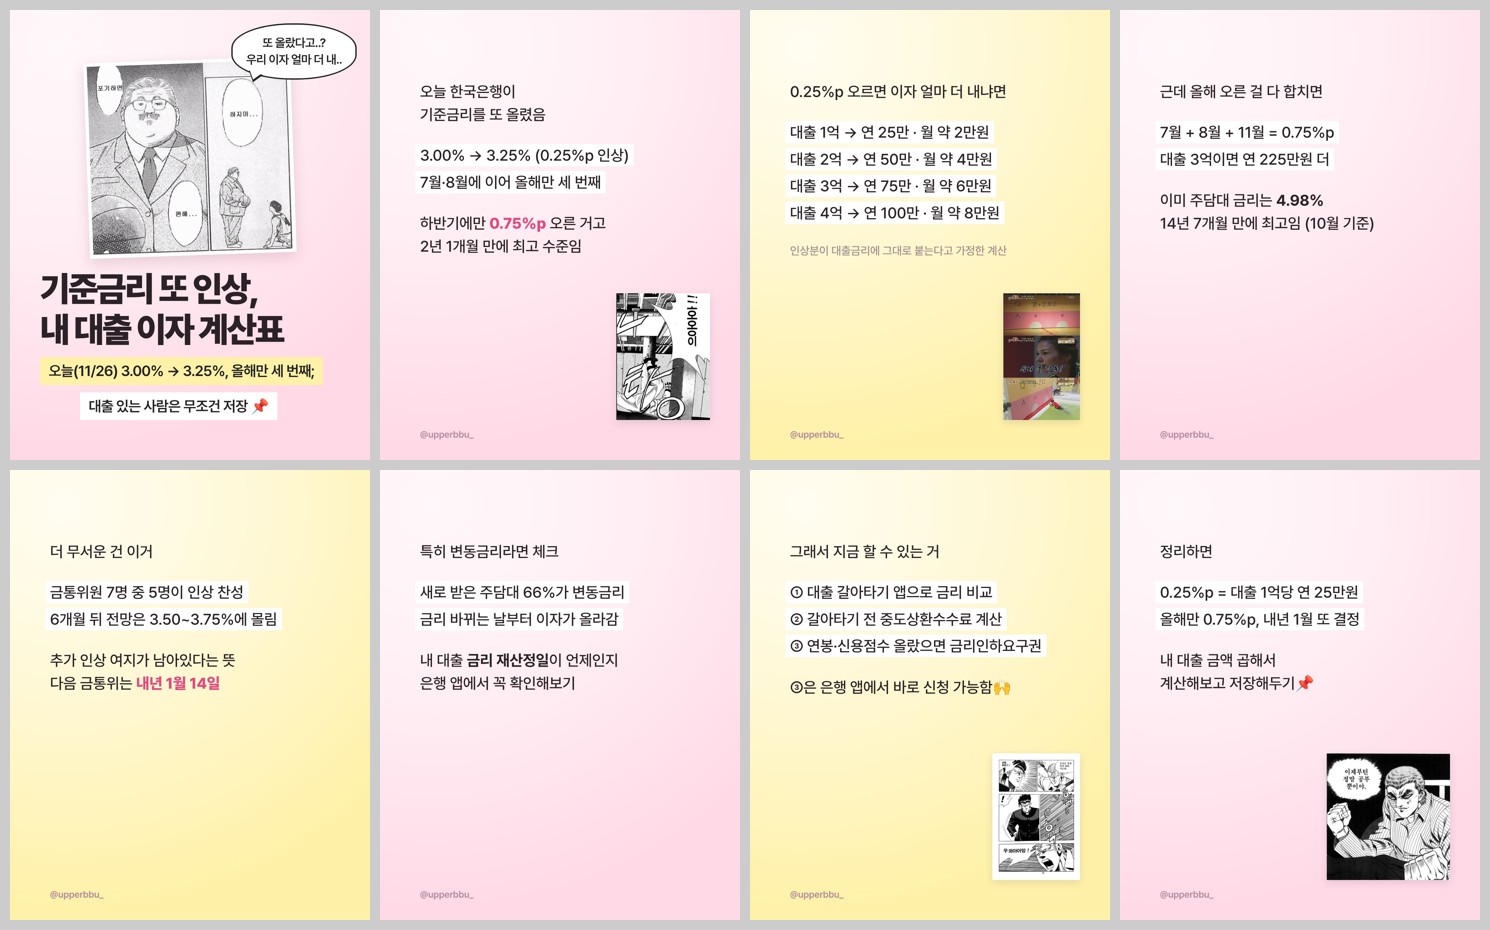 또 올랐다고..?
우리 이자 얼마 더 내..
포기하면
하지마...
편해...
기준금리 또 인상,
내 대출 이자 계산표
오늘(11/26) 3.00% → 3.25%, 올해만 세 번째;
대출 있는 사람은 무조건 저장 📌
오늘 한국은행이
기준금리를 또 올렸음
3.00% → 3.25% (0.25%p 인상)
7월·8월에 이어 올해만 세 번째
하반기에만 0.75%p 오른 거고
2년 1개월 만에 최고 수준임
으아아아!!
@upperbbu_
0.25%p 오르면 이자 얼마 더 내냐면
대출 1억 → 연 25만 · 월 약 2만원
대출 2억 → 연 50만 · 월 약 4만원
대출 3억 → 연 75만 · 월 약 6만원
대출 4억 → 연 100만 · 월 약 8만원
인상분이 대출금리에 그대로 붙는다고 가정한 계산
@upperbbu_
근데 올해 오른 걸 다 합치면
7월 + 8월 + 11월 = 0.75%p
대출 3억이면 연 225만원 더
이미 주담대 금리는 4.98%
14년 7개월 만에 최고임 (10월 기준)
@upperbbu_
더 무서운 건 이거
금통위원 7명 중 5명이 인상 찬성
6개월 뒤 전망은 3.50~3.75%에 몰림
추가 인상 여지가 남아있다는 뜻
다음 금통위는 내년 1월 14일
@upperbbu_
특히 변동금리라면 체크
새로 받은 주담대 66%가 변동금리
금리 바뀌는 날부터 이자가 올라감
내 대출 금리 재산정일이 언제인지
은행 앱에서 꼭 확인해보기
@upperbbu_
그래서 지금 할 수 있는 거
① 대출 갈아타기 앱으로 금리 비교
② 갈아타기 전 중도상환수수료 계산
③ 연봉·신용점수 올랐으면 금리인하요구권
③은 은행 앱에서 바로 신청 가능함🙌
@upperbbu_
정리하면
0.25%p = 대출 1억당 연 25만원
올해만 0.75%p, 내년 1월 또 결정
내 대출 금액 곱해서
계산해보고 저장해두기📌
이제부턴
정말 공부
뿐이야.
@upperbbu_